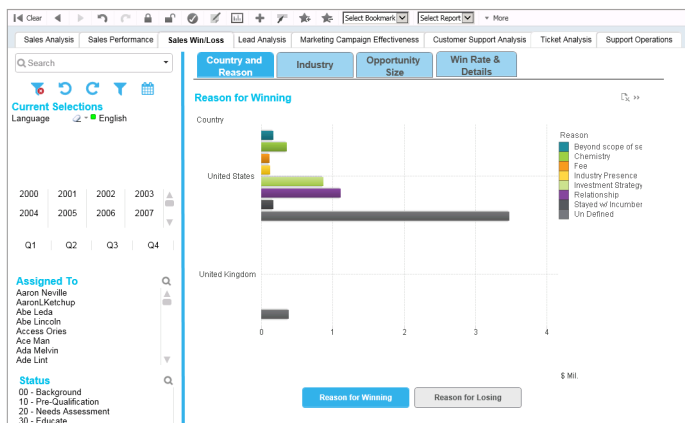 Clear Select Bookmark Select Report More
Sales Analysis Sales Performance Sales Win/Loss Lead Analysis Marketing Campaign Effectiveness Customer Support Analysis Ticket Analysis Support Operations
Search
Current Selections
Language English
2000 2001 2002 2003
2004 2005 2006 2007
Q1 Q2 Q3 Q4
Assigned To
Aaron Neville
AaronLKetchup
Abe Leda
Abe Lincoln
Access Ories
Ace Man
Ada Melvin
Ade Lint
Status
00 - Background
10 - Pre-Qualification
20 - Needs Assessment
30 - Educate
Country and
Reason
Industry
Opportunity
Size
Win Rate &
Details
Reason for Winning
Country
United States
United Kingdom
0 1 2 3 4
$ Mil.
Reason
Beyond scope of se
Chemistry
Fee
Industry Presence
Investment Strategy
Relationship
Stayed w/ Incumben
Un Defined
Reason for Winning Reason for Losing